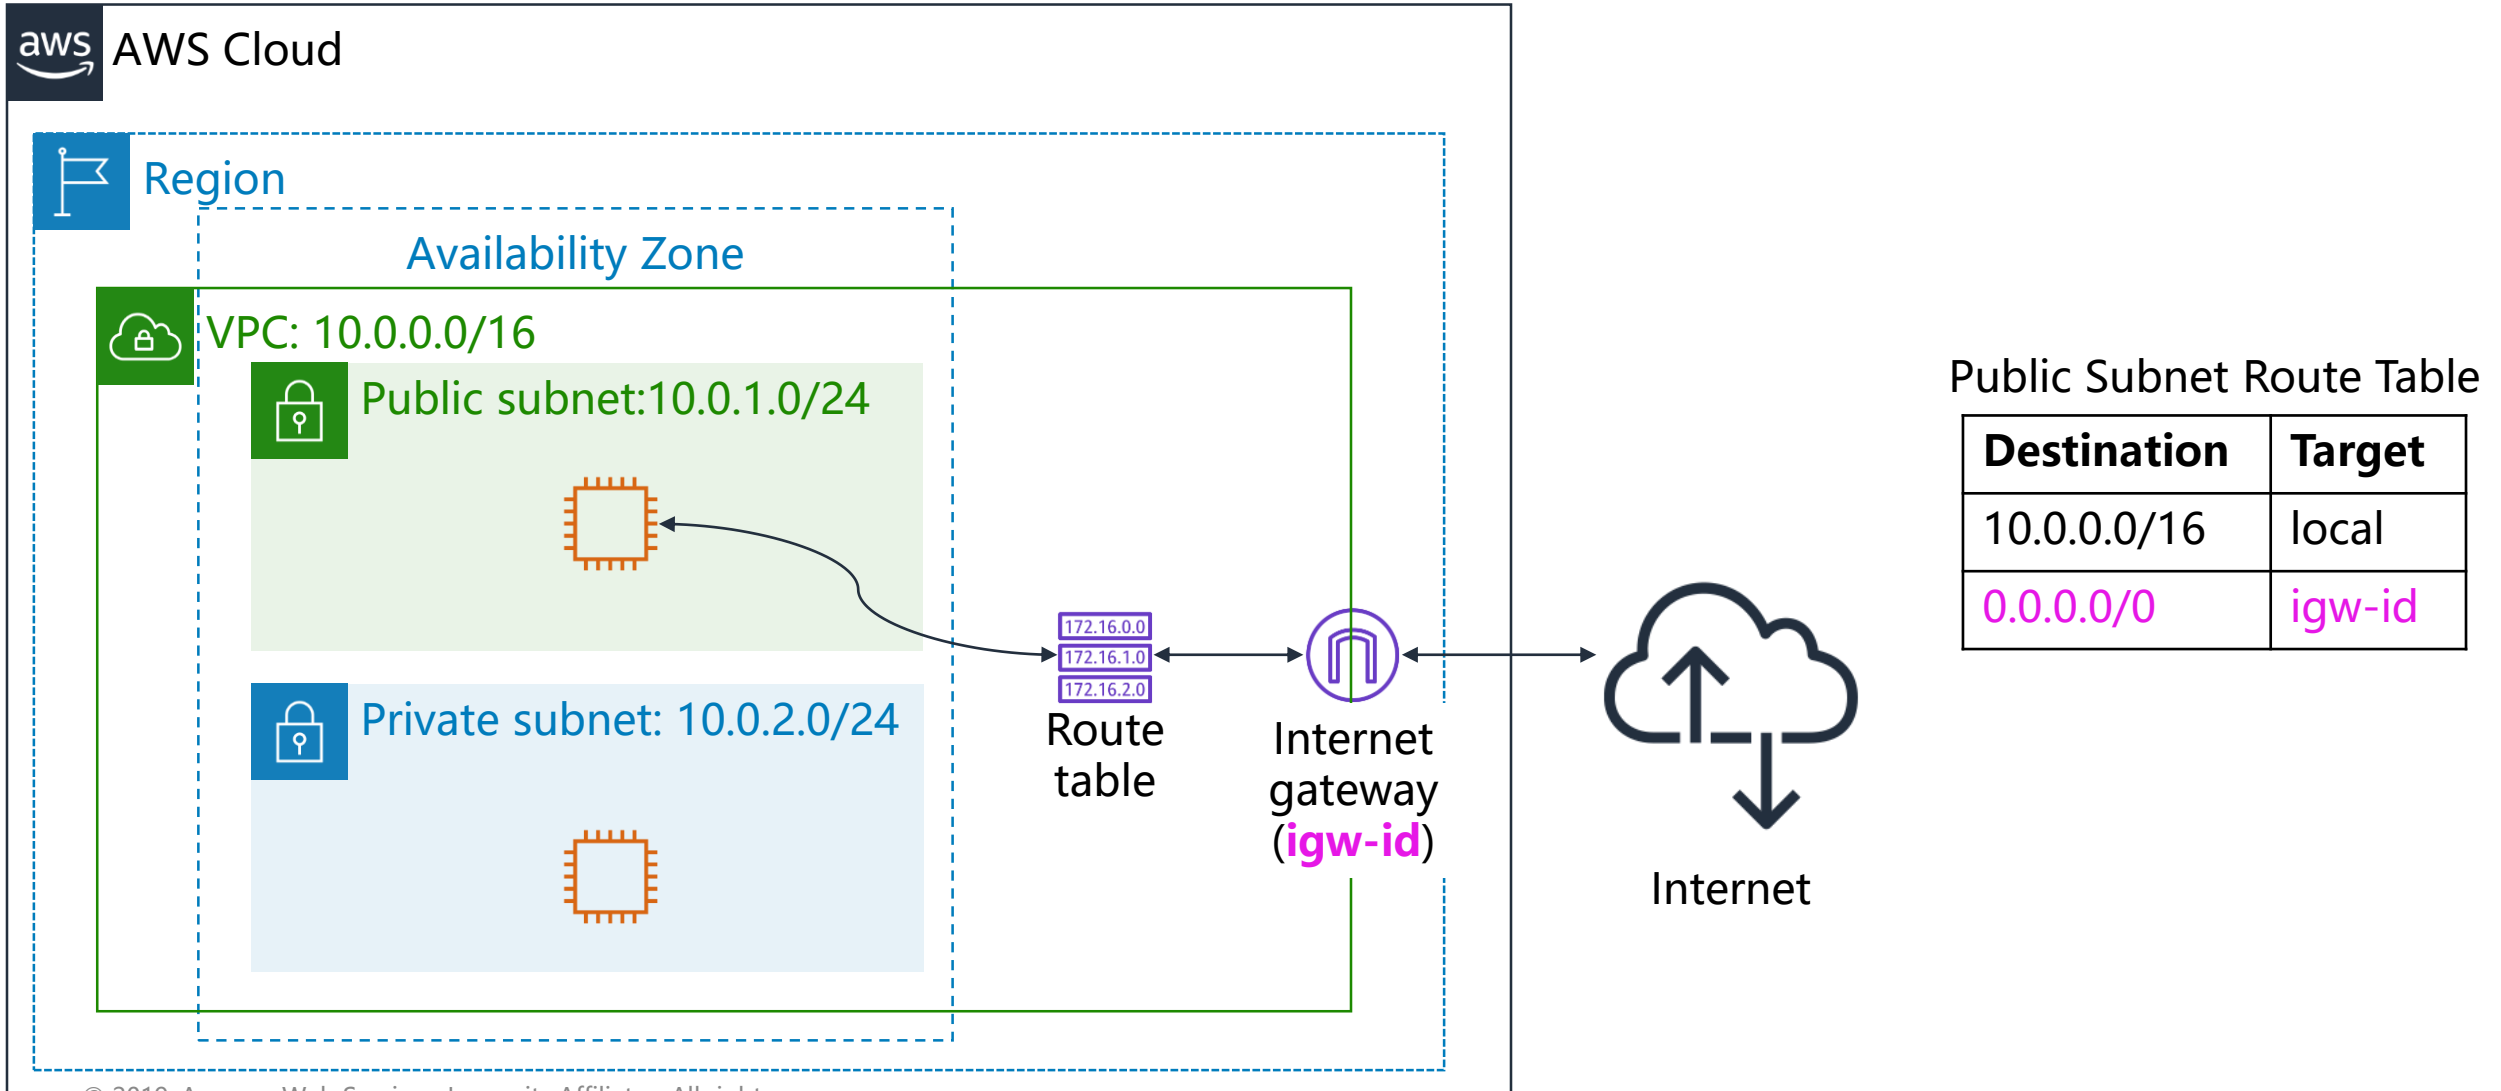 aws
AWS Cloud
Region
Availability Zone
VPC: 10.0.0.0/16
Public subnet:10.0.1.0/24
Private subnet: 10.0.2.0/24
172.16.0.0
172.16.1.0
172.16.2.0
Route
table
Internet
gateway
(igw-id)
Internet
Public Subnet Route Table
Destination Target
10.0.0.0/16 local
0.0.0.0/0 igw-id